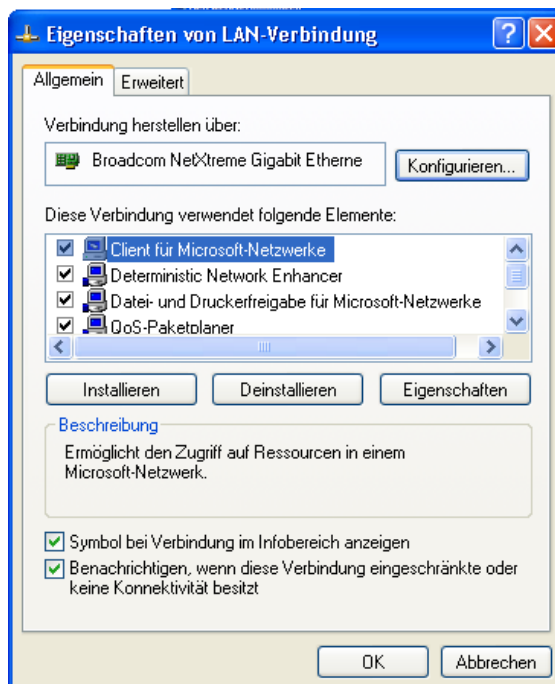 Eigenschaften von LAN-Verbindung
Allgemein
Erweitert
Verbindung herstellen über:
Broadcom NetXtreme Gigabit Etherne
Konfigurieren...
Diese Verbindung verwendet folgende Elemente:
Client für Microsoft-Netzwerke
Deterministic Network Enhancer
Datei- und Druckerfreigabe für Microsoft-Netzwerke
QoS-Paketplaner
Installieren
Deinstallieren
Eigenschaften
Beschreibung
Ermöglicht den Zugriff auf Ressourcen in einem
Microsoft-Netzwerk.
Symbol bei Verbindung im Infobereich anzeigen
Benachrichtigen, wenn diese Verbindung eingeschränkte oder
keine Konnektivität besitzt
OK
Abbrechen